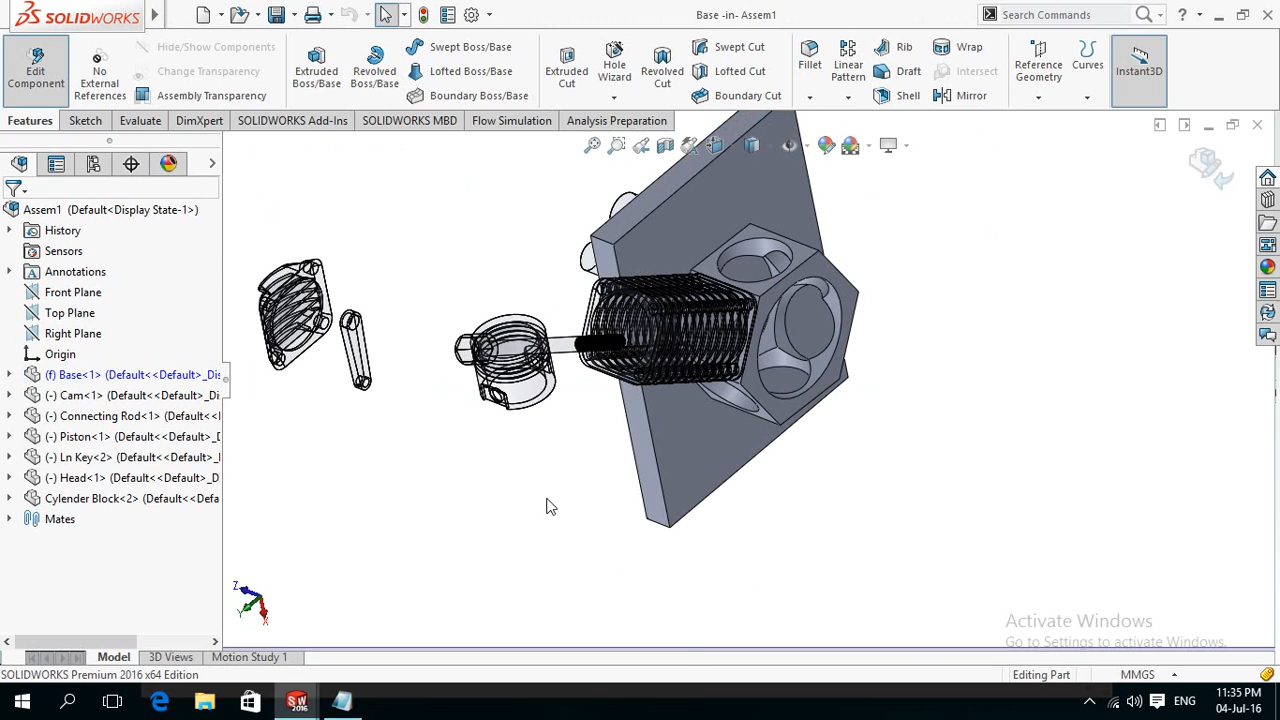 SOLIDWORKS
Base -in- Assem1
Search Commands
Edit Component
No External References
Hide/Show Components
Change Transparency
Assembly Transparency
Extruded Boss/Base
Revolved Boss/Base
Swept Boss/Base
Lofted Boss/Base
Boundary Boss/Base
Extruded Cut
Hole Wizard
Revolved Cut
Swept Cut
Lofted Cut
Boundary Cut
Fillet
Linear Pattern
Rib
Draft
Shell
Wrap
Intersect
Mirror
Reference Geometry
Curves
Instant3D
Features
Sketch
Evaluate
DimXpert
SOLIDWORKS Add-Ins
SOLIDWORKS MBD
Flow Simulation
Analysis Preparation
Assem1 (Default<Display State-1>)
History
Sensors
Annotations
Front Plane
Top Plane
Right Plane
Origin
(f) Base<1> (Default<<Default>_Dis
(-) Cam<1> (Default<<Default>_D
(-) Connecting Rod<1> (Default<<
(-) Piston<1> (Default<<Default>_
(-) Ln Key<2> (Default<<Default>_
(-) Head<1> (Default<<Default>_D
Cylender Block<2> (Default<<Defa
Mates
Z
Y
X
Activate Windows
Go to Settings to activate Windows.
Model
3D Views
Motion Study 1
SOLIDWORKS Premium 2016 x64 Edition
Editing Part
MMGS
SW
2016
ENG
11:35 PM
04-Jul-16